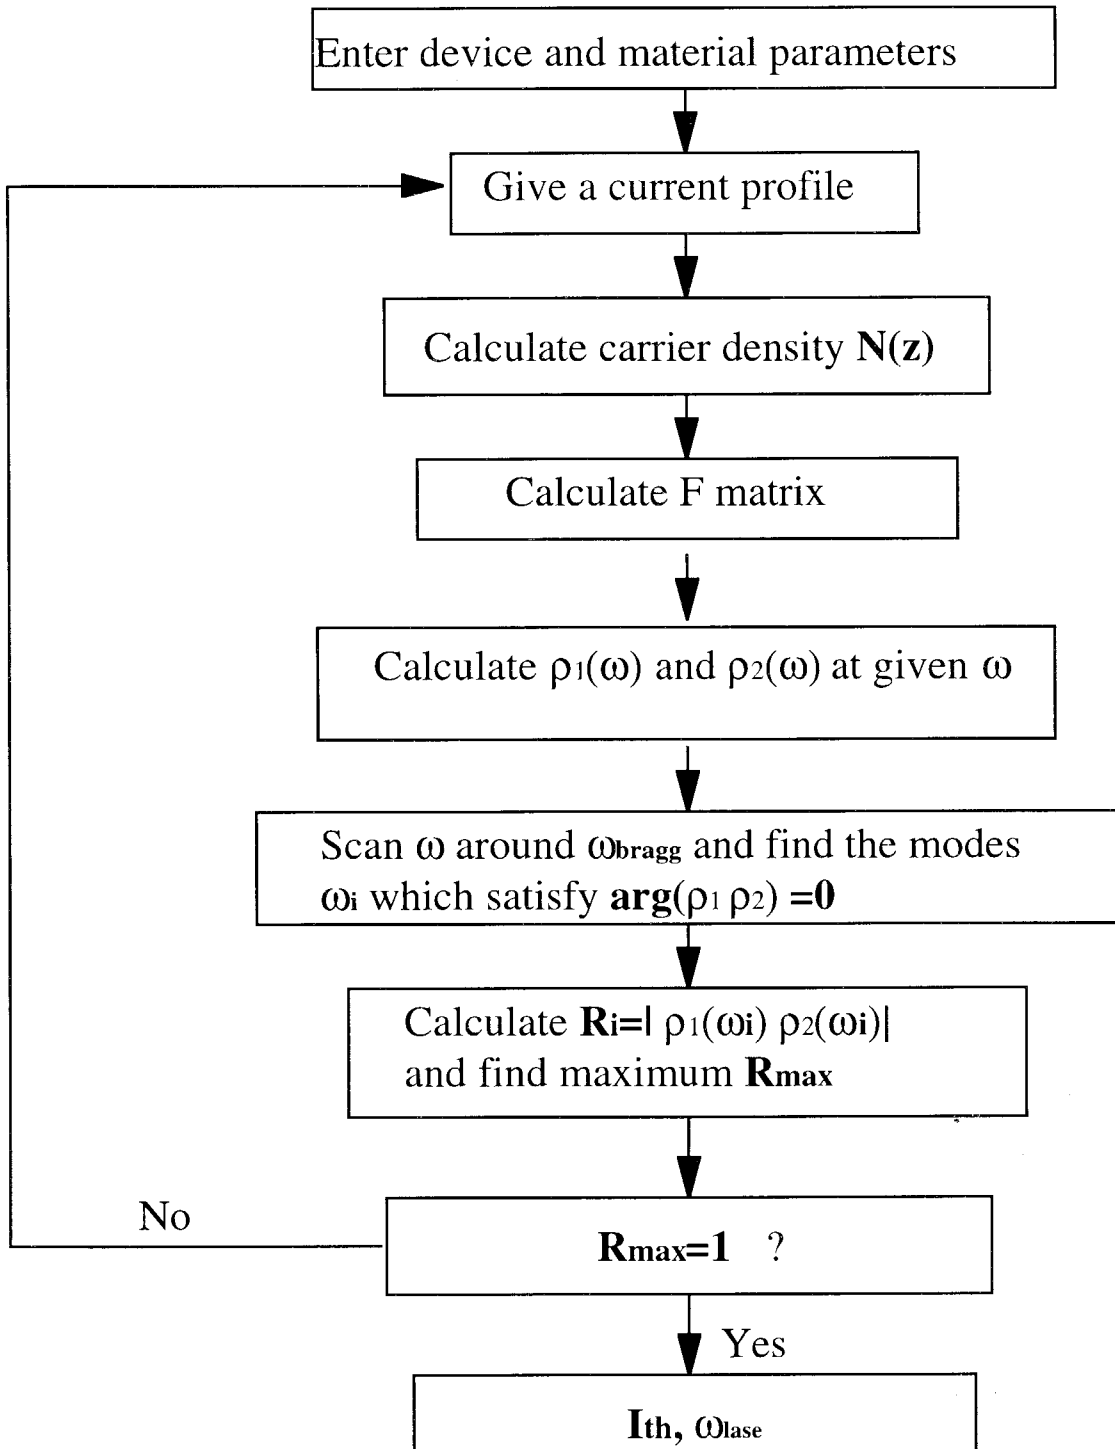 Enter device and material parameters
Give a current profile
Calculate carrier density N(z)
Calculate F matrix
Calculate ρ1(ω) and ρ2(ω) at given ω
Scan ω around ωbragg and find the modes
ωi which satisfy arg(ρ1 ρ2) =0
Calculate Ri=| ρ1(ωi) ρ2(ωi)|
and find maximum Rmax
No
Rmax=1 ?
Yes
Ith, ωlase